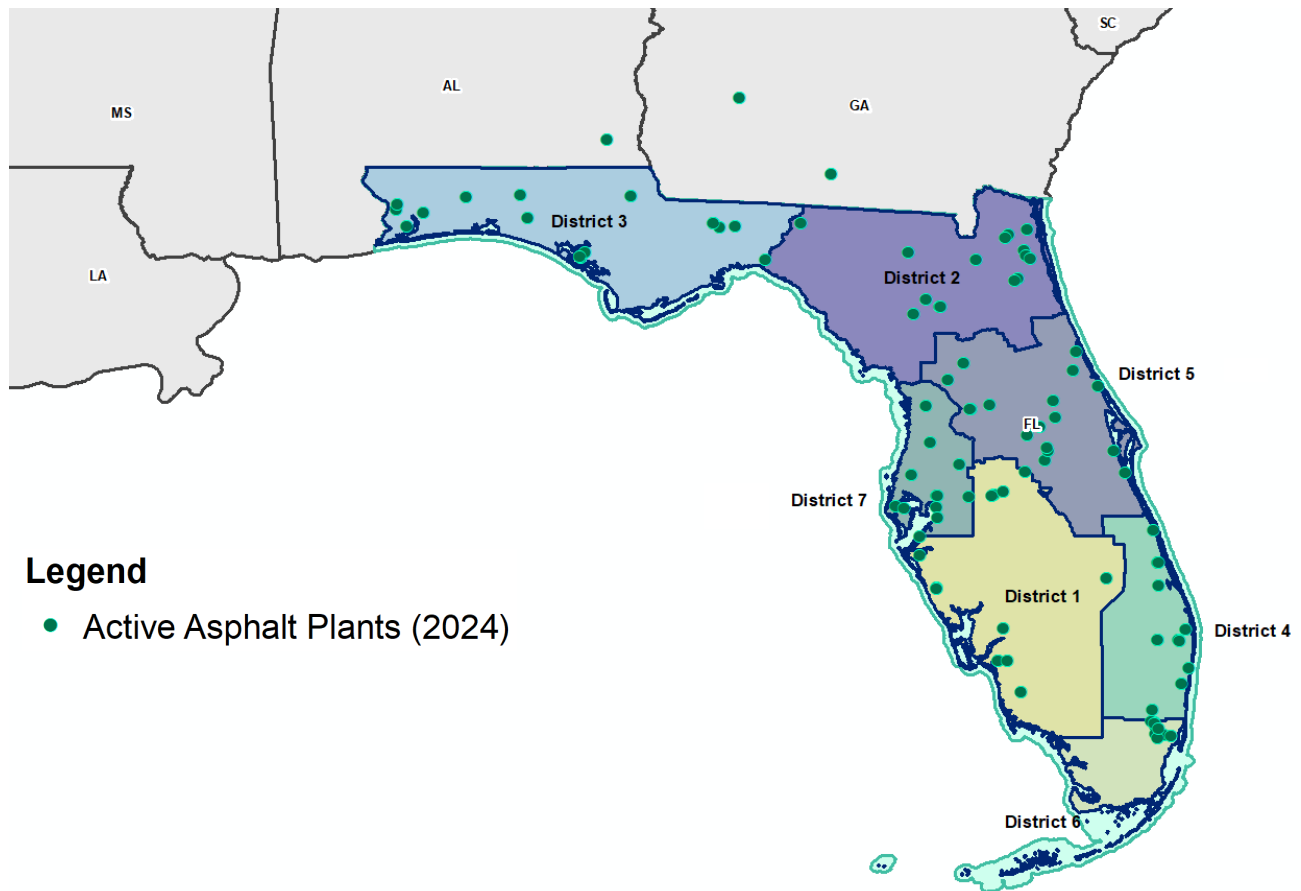 SC
AL
GA
MS
District 3
LA
District 2
District 5
FL
District 7
Legend
District 1
Active Asphalt Plants (2024)
District 4
District 6